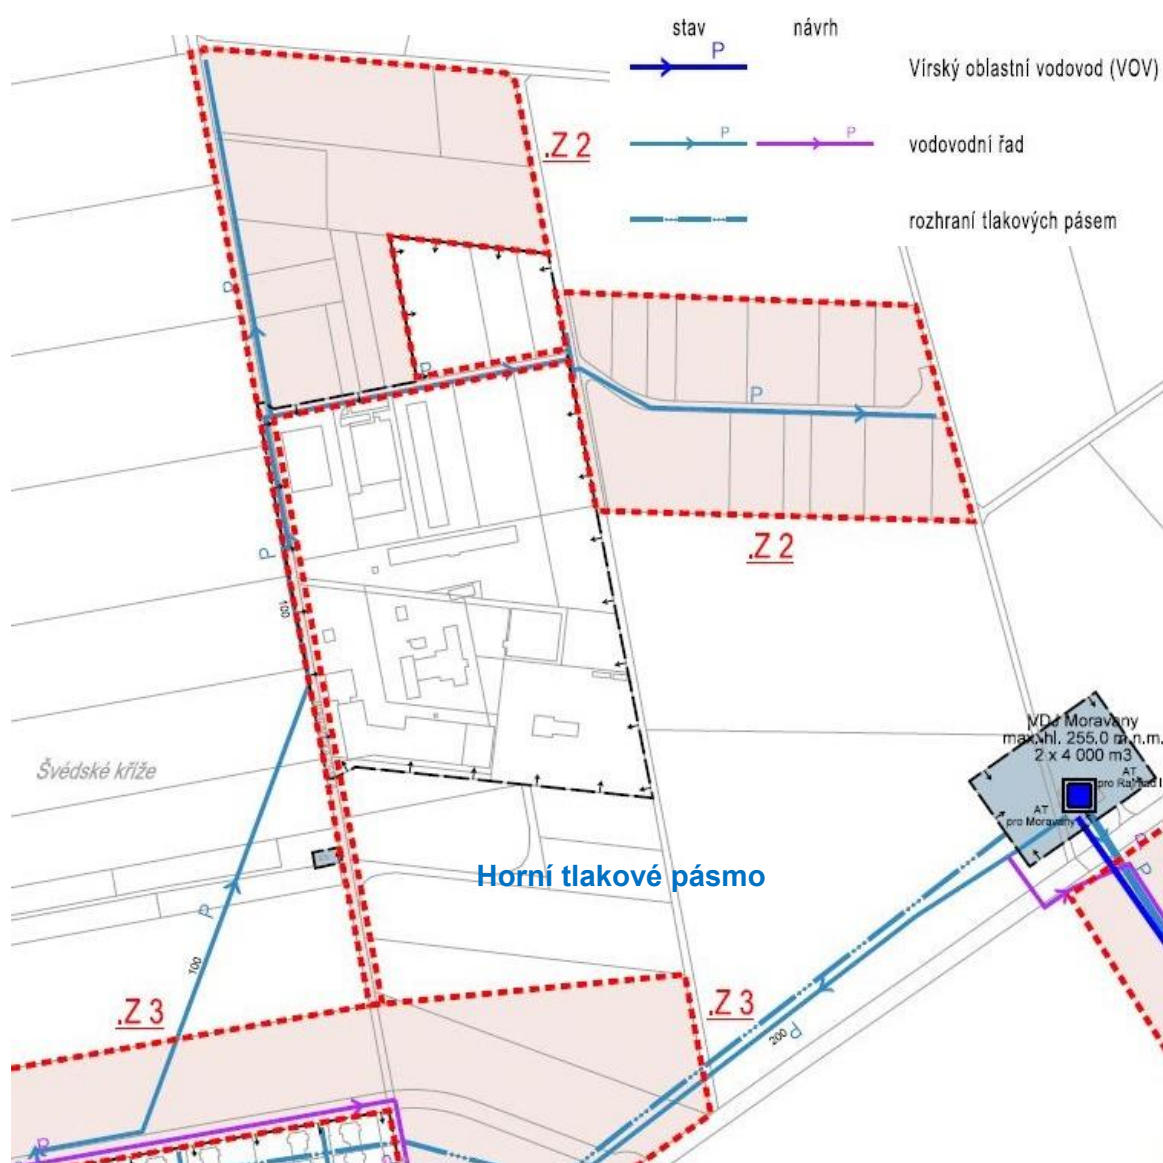 stav návrh
P
Vírský oblastní vodovod (VOV)
P P
vodovodní řad
rozhraní tlakových pásem
.Z 2
P
P
P
.Z 2
P
100
VDJ Moravany
max. hl. 255,0 m n.m.
2 x 4 000 m3
AT
AT
pro Moravany
Švédské kříže
P
P
Horní tlakové pásmo
P
100
.Z 3
.Z 3
200 P
P
P